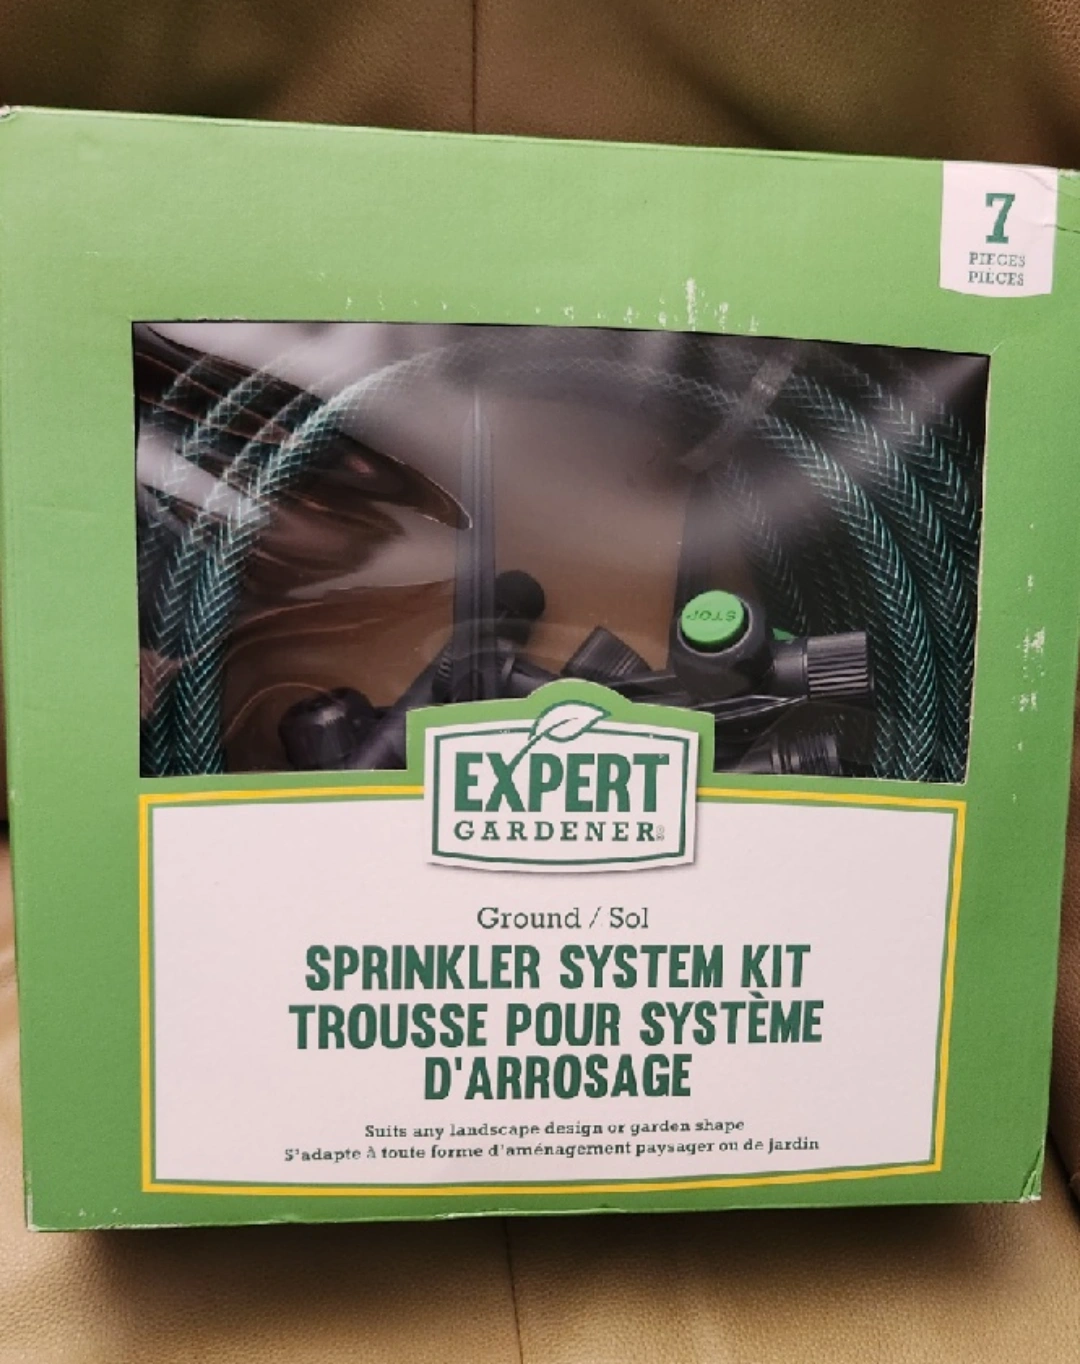 7
PIECES
PIÈCES
STOP
EXPERT
GARDENER
Ground / Sol
SPRINKLER SYSTEM KIT
TROUSSE POUR SYSTÈME
D'ARROSAGE
Suits any landscape design or garden shape
S'adapte à toute forme d'aménagement paysager ou de jardin